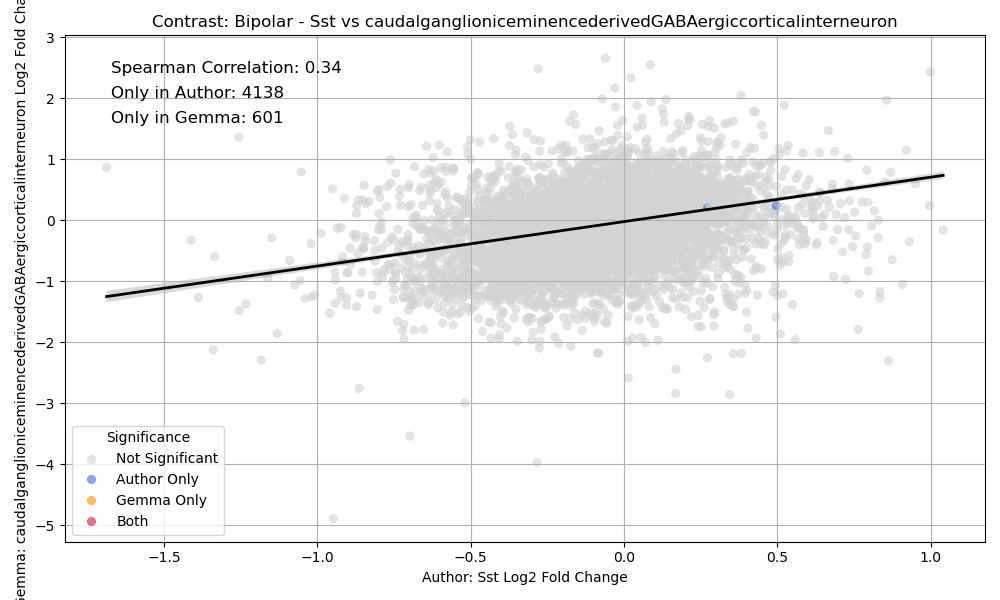 Contrast: Bipolar - Sst vs caudalganglioniceminencederivedGABAergiccorticalinterneuron
Spearman Correlation: 0.34
Only in Author: 4138
Only in Gemma: 601
3
2
1
0
−1
−2
−3
−4
−5
emma: caudalganglioniceminencederivedGABAergiccorticalinterneuron Log2 Fold Cha
Significance
Not Significant
Author Only
Gemma Only
Both
−1.5 −1.0 −0.5 0.0 0.5 1.0
Author: Sst Log2 Fold Change